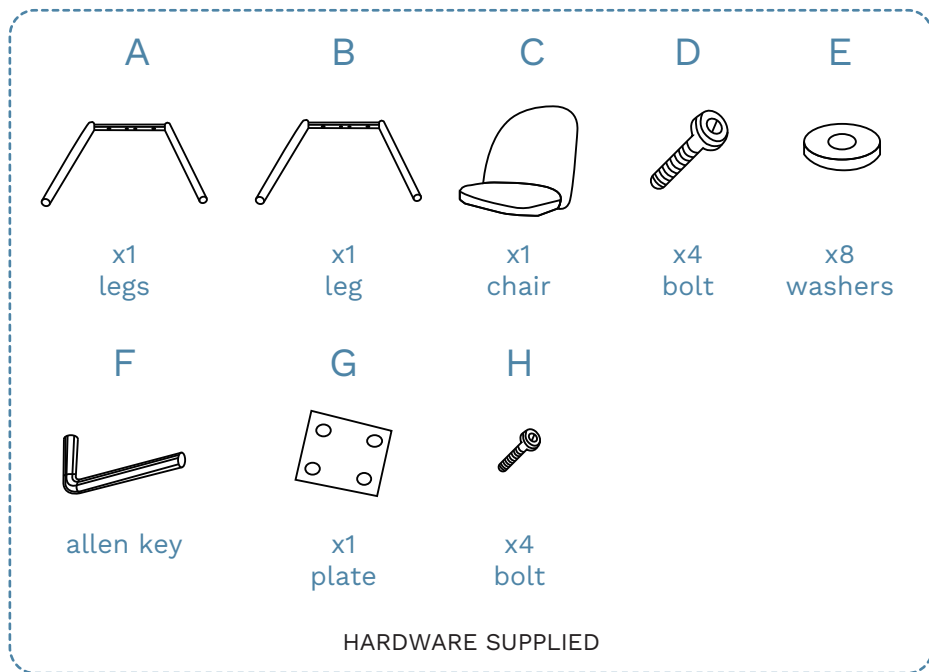 A B C D E
x1 x1 x1 x4 x8
legs leg chair bolt washers
F G H
allen key x1 x4
plate bolt
HARDWARE SUPPLIED